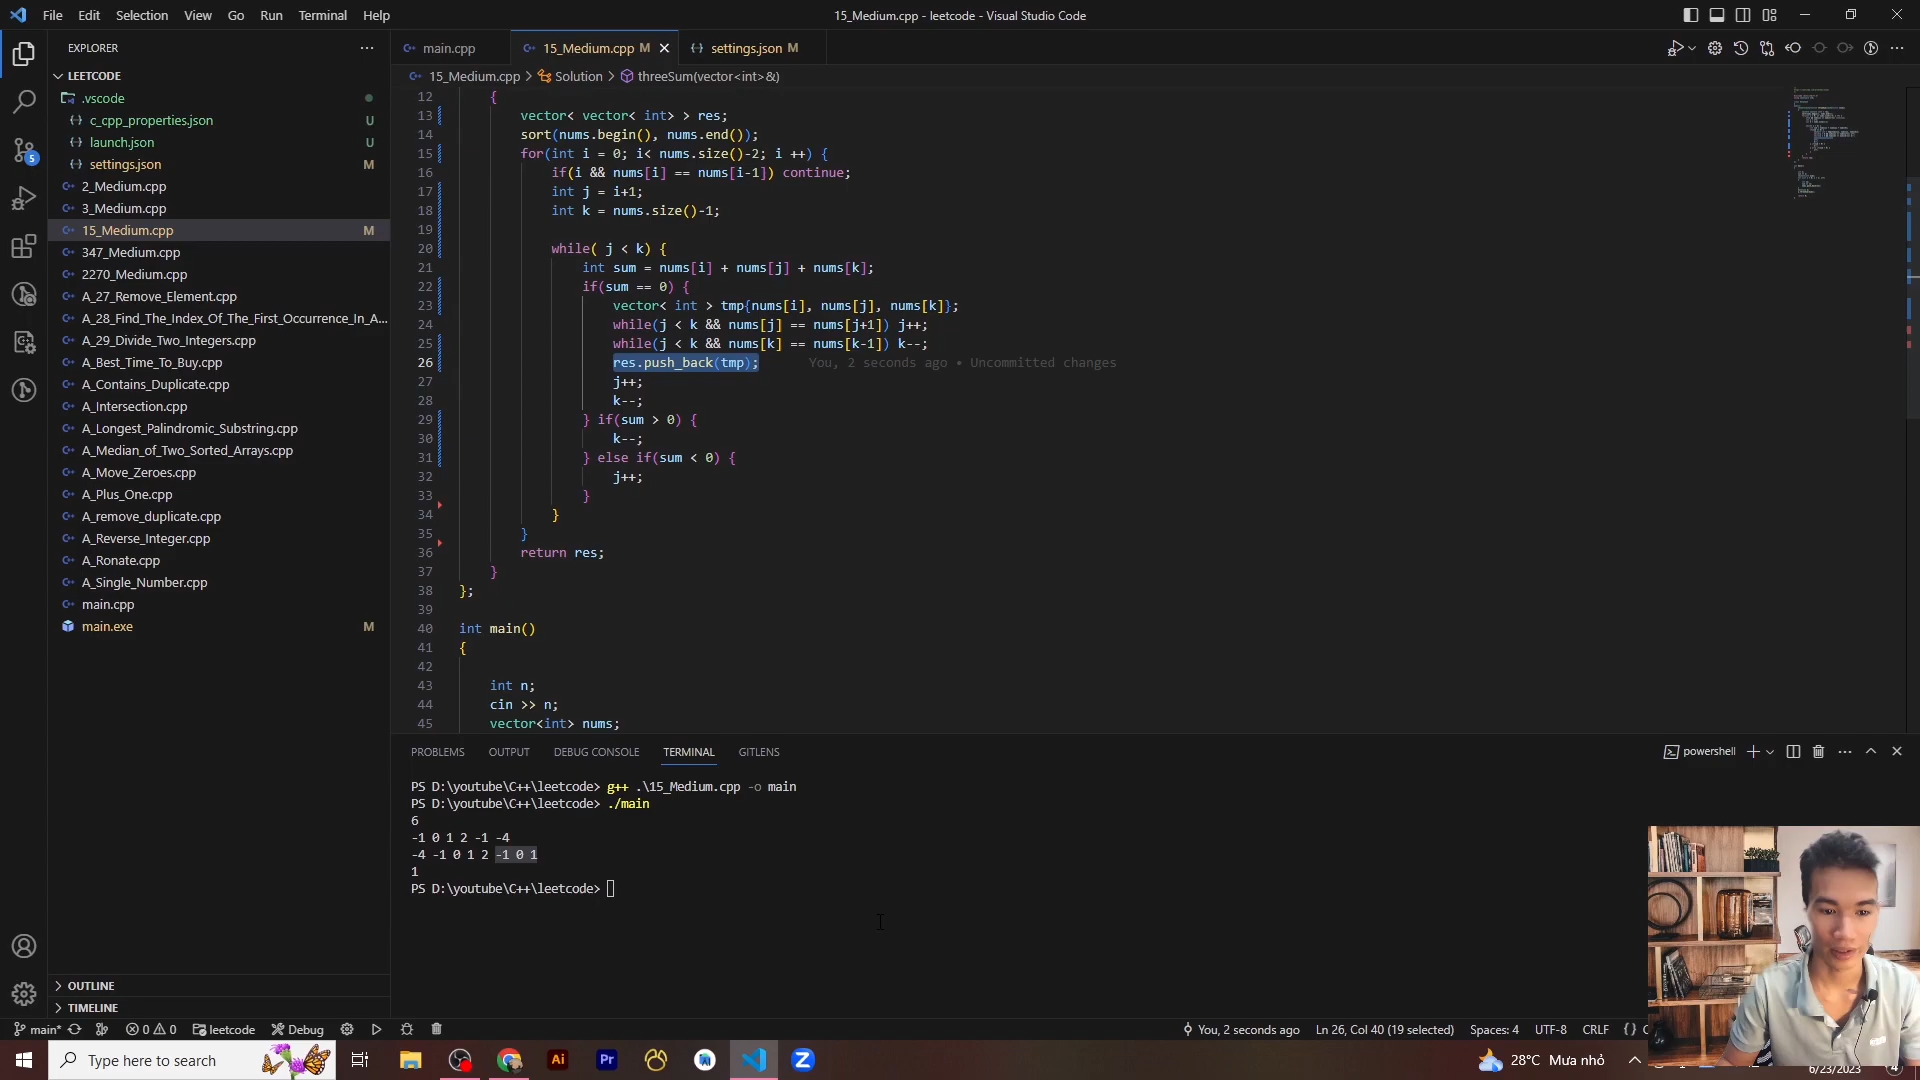 File Edit Selection View Go Run Terminal Help
15_Medium.cpp - leetcode - Visual Studio Code
EXPLORER
main.cpp
15_Medium.cpp M
settings.json M
LEETCODE
15_Medium.cpp > Solution > threeSum(vector<int>&)
.vscode
c_cpp_properties.json U
launch.json U
settings.json M
2_Medium.cpp
3_Medium.cpp
15_Medium.cpp M
347_Medium.cpp
2270_Medium.cpp
A_27_Remove_Element.cpp
A_28_Find_The_Index_Of_The_First_Occurrence_In_A...
A_29_Divide_Two_Integers.cpp
A_Best_Time_To_Buy.cpp
A_Contains_Duplicate.cpp
A_Intersection.cpp
A_Longest_Palindromic_Substring.cpp
A_Median_of_Two_Sorted_Arrays.cpp
A_Move_Zeroes.cpp
A_Plus_One.cpp
A_remove_duplicate.cpp
A_Reverse_Integer.cpp
A_Ronate.cpp
A_Single_Number.cpp
main.cpp
main.exe M
OUTLINE
TIMELINE
12 {
13 vector< vector< int> > res;
14 sort(nums.begin(), nums.end());
15 for(int i = 0; i< nums.size()-2; i ++) {
16 if(i && nums[i] == nums[i-1]) continue;
17 int j = i+1;
18 int k = nums.size()-1;
19
20 while( j < k) {
21 int sum = nums[i] + nums[j] + nums[k];
22 if(sum == 0) {
23 vector< int > tmp{nums[i], nums[j], nums[k]};
24 while(j < k && nums[j] == nums[j+1]) j++;
25 while(j < k && nums[k] == nums[k-1]) k--;
26 res.push_back(tmp); You, 2 seconds ago • Uncommitted changes
27 j++;
28 k--;
29 } if(sum > 0) {
30 k--;
31 } else if(sum < 0) {
32 j++;
33 }
34 }
35 }
36 return res;
37 }
38 };
39
40 int main()
41 {
42
43 int n;
44 cin >> n;
45 vector<int> nums;
PROBLEMS OUTPUT DEBUG CONSOLE TERMINAL GITLENS
powershell
PS D:\youtube\C++\leetcode> g++ .\15_Medium.cpp -o main
PS D:\youtube\C++\leetcode> ./main
6
-1 0 1 2 -1 -4
-4 -1 0 1 2 -1 0 1
1
PS D:\youtube\C++\leetcode>
5
main* 0 0 leetcode Debug
You, 2 seconds ago Ln 26, Col 40 (19 selected) Spaces: 4 UTF-8 CRLF {}
Type here to search
Ai Pr Z
28°C Mưa nhỏ
6/23/2023